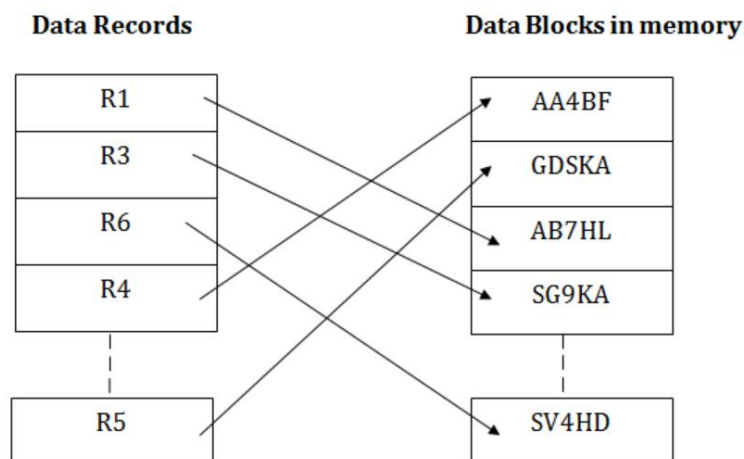 Data Records
Data Blocks in memory
R1
R3
R6
R4
R5
AA4BF
GDSKA
AB7HL
SG9KA
SV4HD